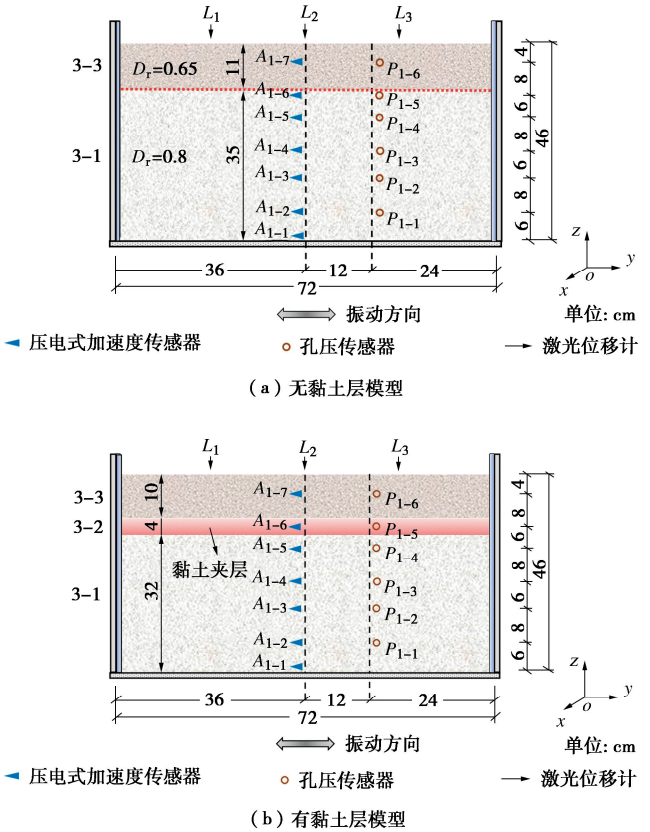 L1 L2 L3
3-3 Dr=0.65 11 A1-7 P1-6 4
A1-6 P1-5 8
A1-5 P1-4 6
3-1 Dr=0.8 35 A1-4 P1-3 8 46
A1-3 P1-2 6
A1-2 P1-1 8
A1-1 6
36 12 24
72
z y x o
振动方向 单位: cm
压电式加速度传感器 孔压传感器 激光位移计
(a) 无黏土层模型
L1 L2 L3
3-3 10 A1-7 P1-6 4
3-2 4 A1-6 P1-5 8
A1-5 P1-4 6
黏土夹层
3-1 32 A1-4 P1-3 8 46
A1-3 P1-2 6
A1-2 P1-1 8
A1-1 6
36 12 24
72
z y x o
振动方向 单位: cm
压电式加速度传感器 孔压传感器 激光位移计
(b) 有黏土层模型